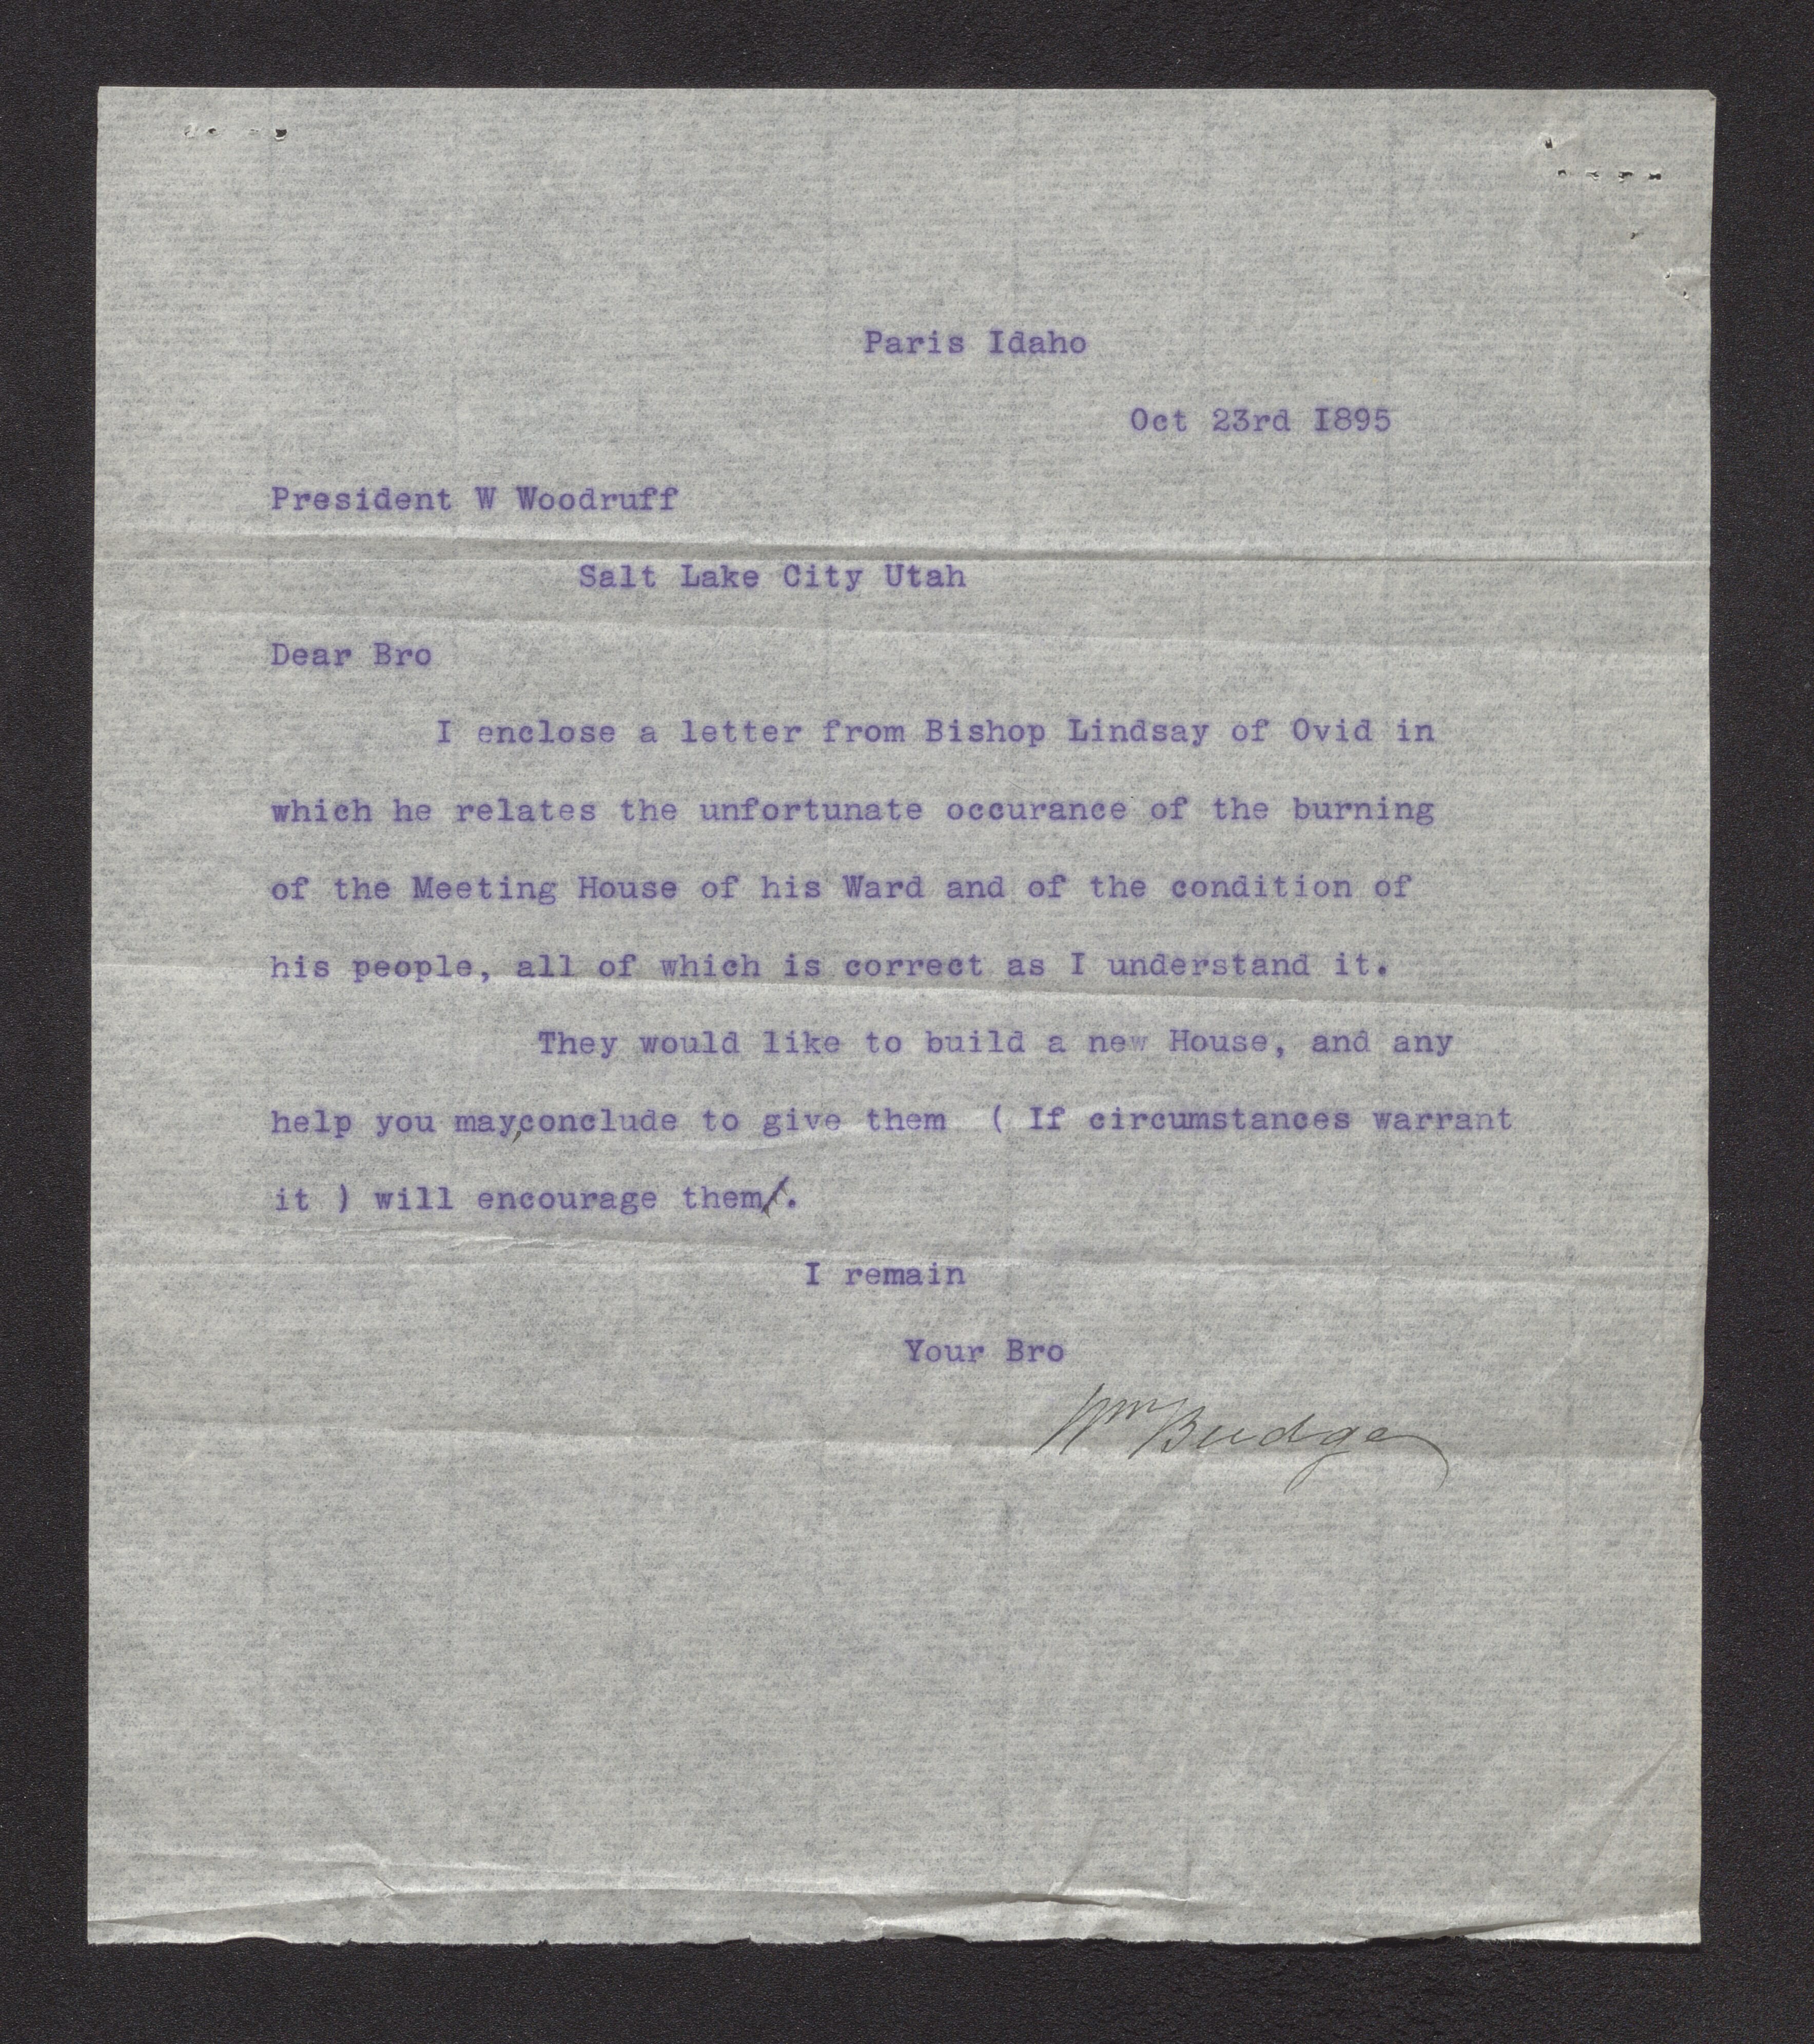 Paris Idaho
Oct 23rd I895
President W Woodruff
Salt Lake City Utah
Dear Bro
I enclose a letter from Bishop Lindsay of Ovid in
which he relates the unfortunate occurance of the burning
of the Meeting House of his Ward and of the condition of
his people, all of which is correct as I understand it.
They would like to build a new House, and any
help you may,conclude to give them ( If circumstances warrant
it ) will encourage them/.
I remain
Your Bro
Wm Budge